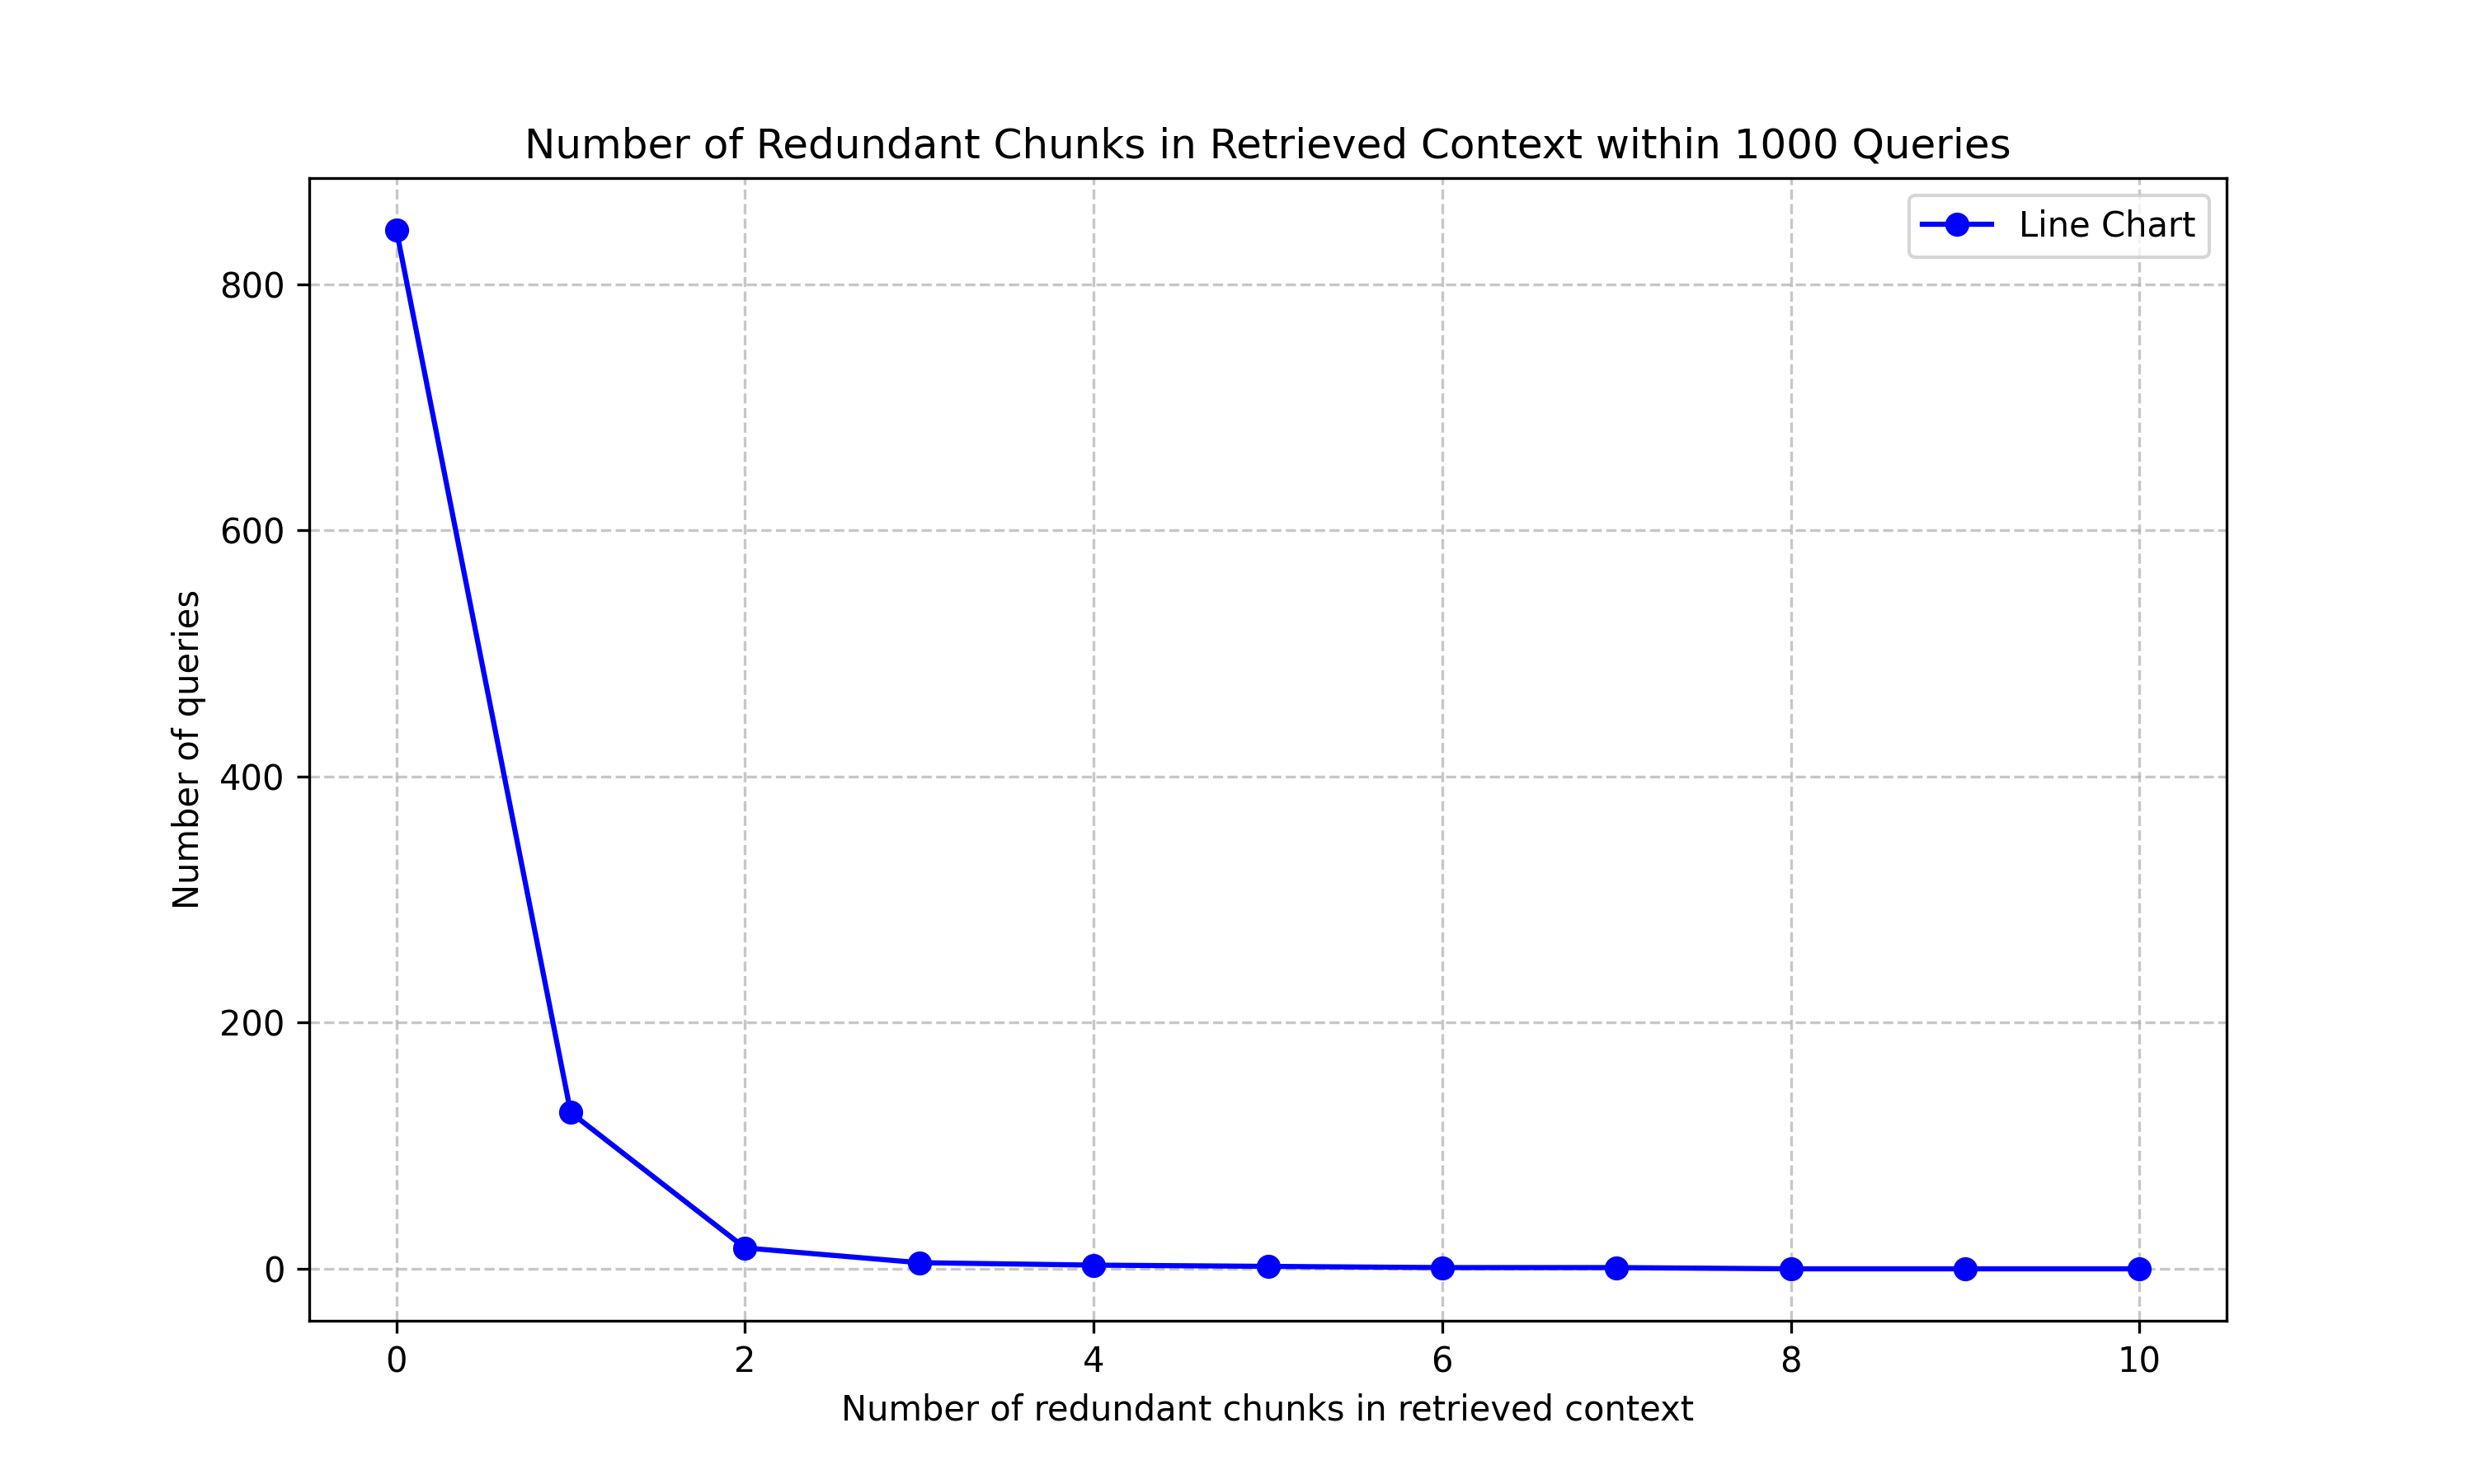 Number of Redundant Chunks in Retrieved Context within 1000 Queries
Line Chart
800
600
400
200
0
Number of queries
0 2 4 6 8 10
Number of redundant chunks in retrieved context